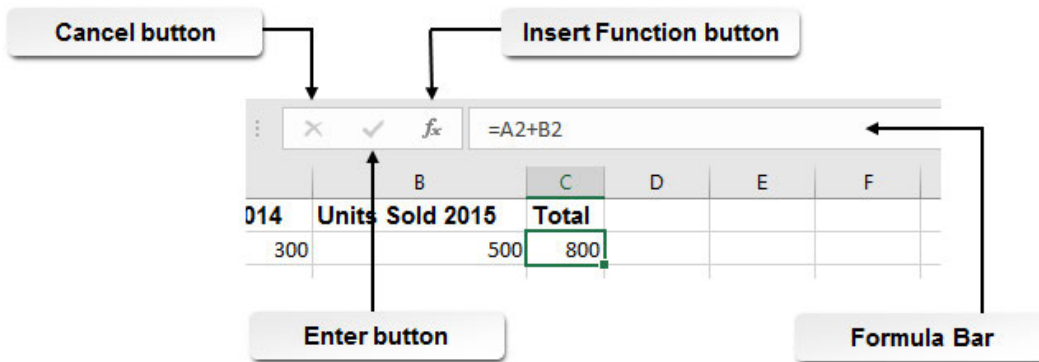 Cancel button
Insert Function button
fx
=A2+B2
B C D E F
014 Units Sold 2015 Total
300 500 800
Enter button
Formula Bar